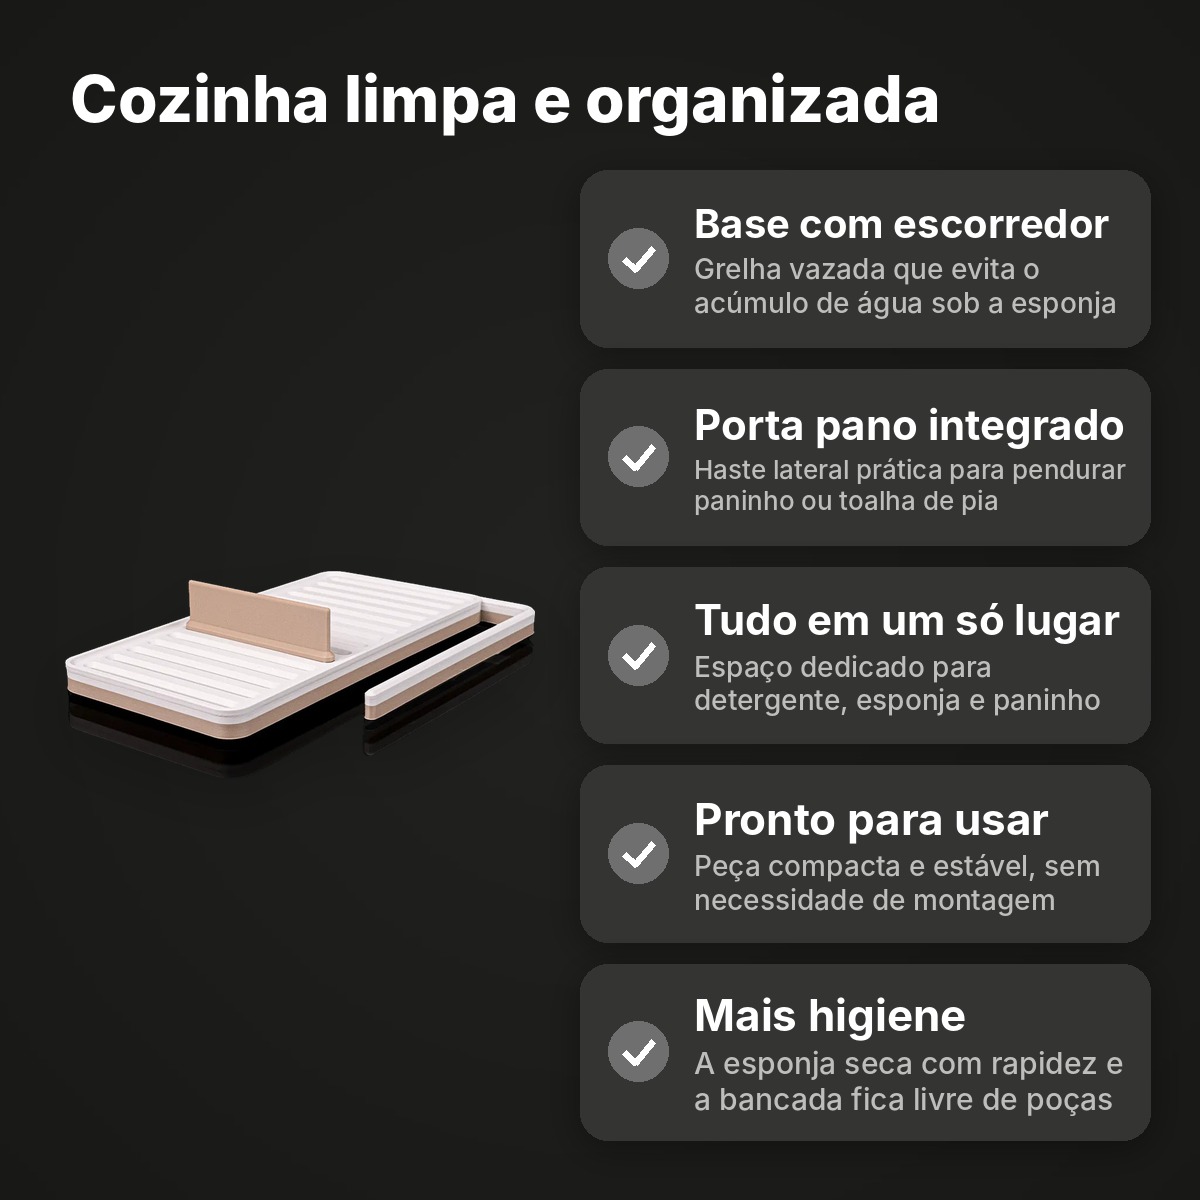 Cozinha limpa e organizada
Base com escorredor
Grelha vazada que evita o
acúmulo de água sob a esponja
Porta pano integrado
Haste lateral prática para pendurar
paninho ou toalha de pia
Tudo em um só lugar
Espaço dedicado para
detergente, esponja e paninho
Pronto para usar
Peça compacta e estável, sem
necessidade de montagem
Mais higiene
A esponja seca com rapidez e
a bancada fica livre de poças